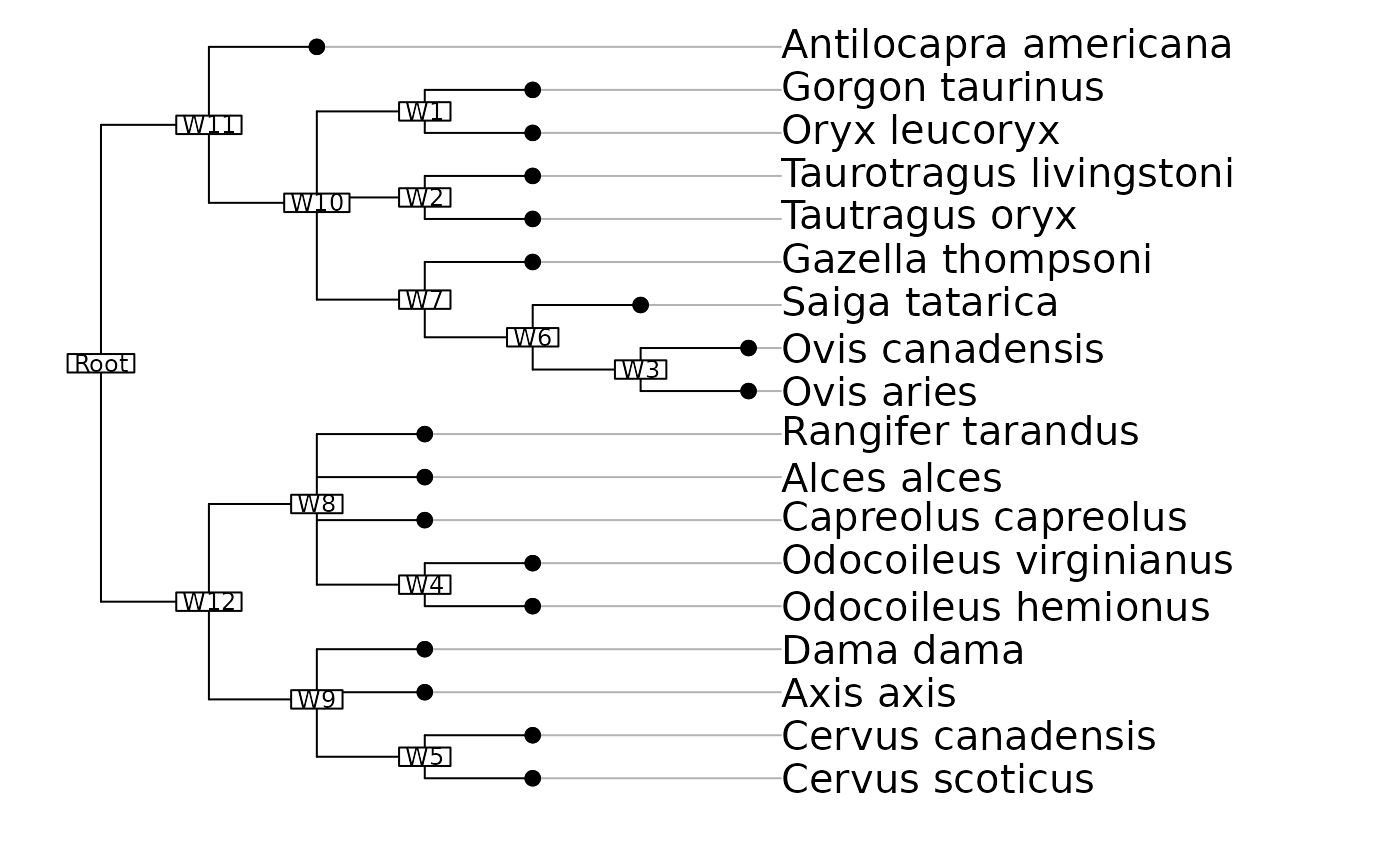 Antilocapra americana
Gorgon taurinus
W1
W11
Oryx leucoryx
Taurotragus livingstoni
W10
W2
Tautragus oryx
Gazella thompsoni
W7
Saiga tatarica
W6
Ovis canadensis
Root
W3
Ovis aries
Rangifer tarandus
Alces alces
W8
Capreolus capreolus
Odocoileus virginianus
W4
W12
Odocoileus hemionus
Dama dama
Axis axis
W9
Cervus canadensis
W5
Cervus scoticus